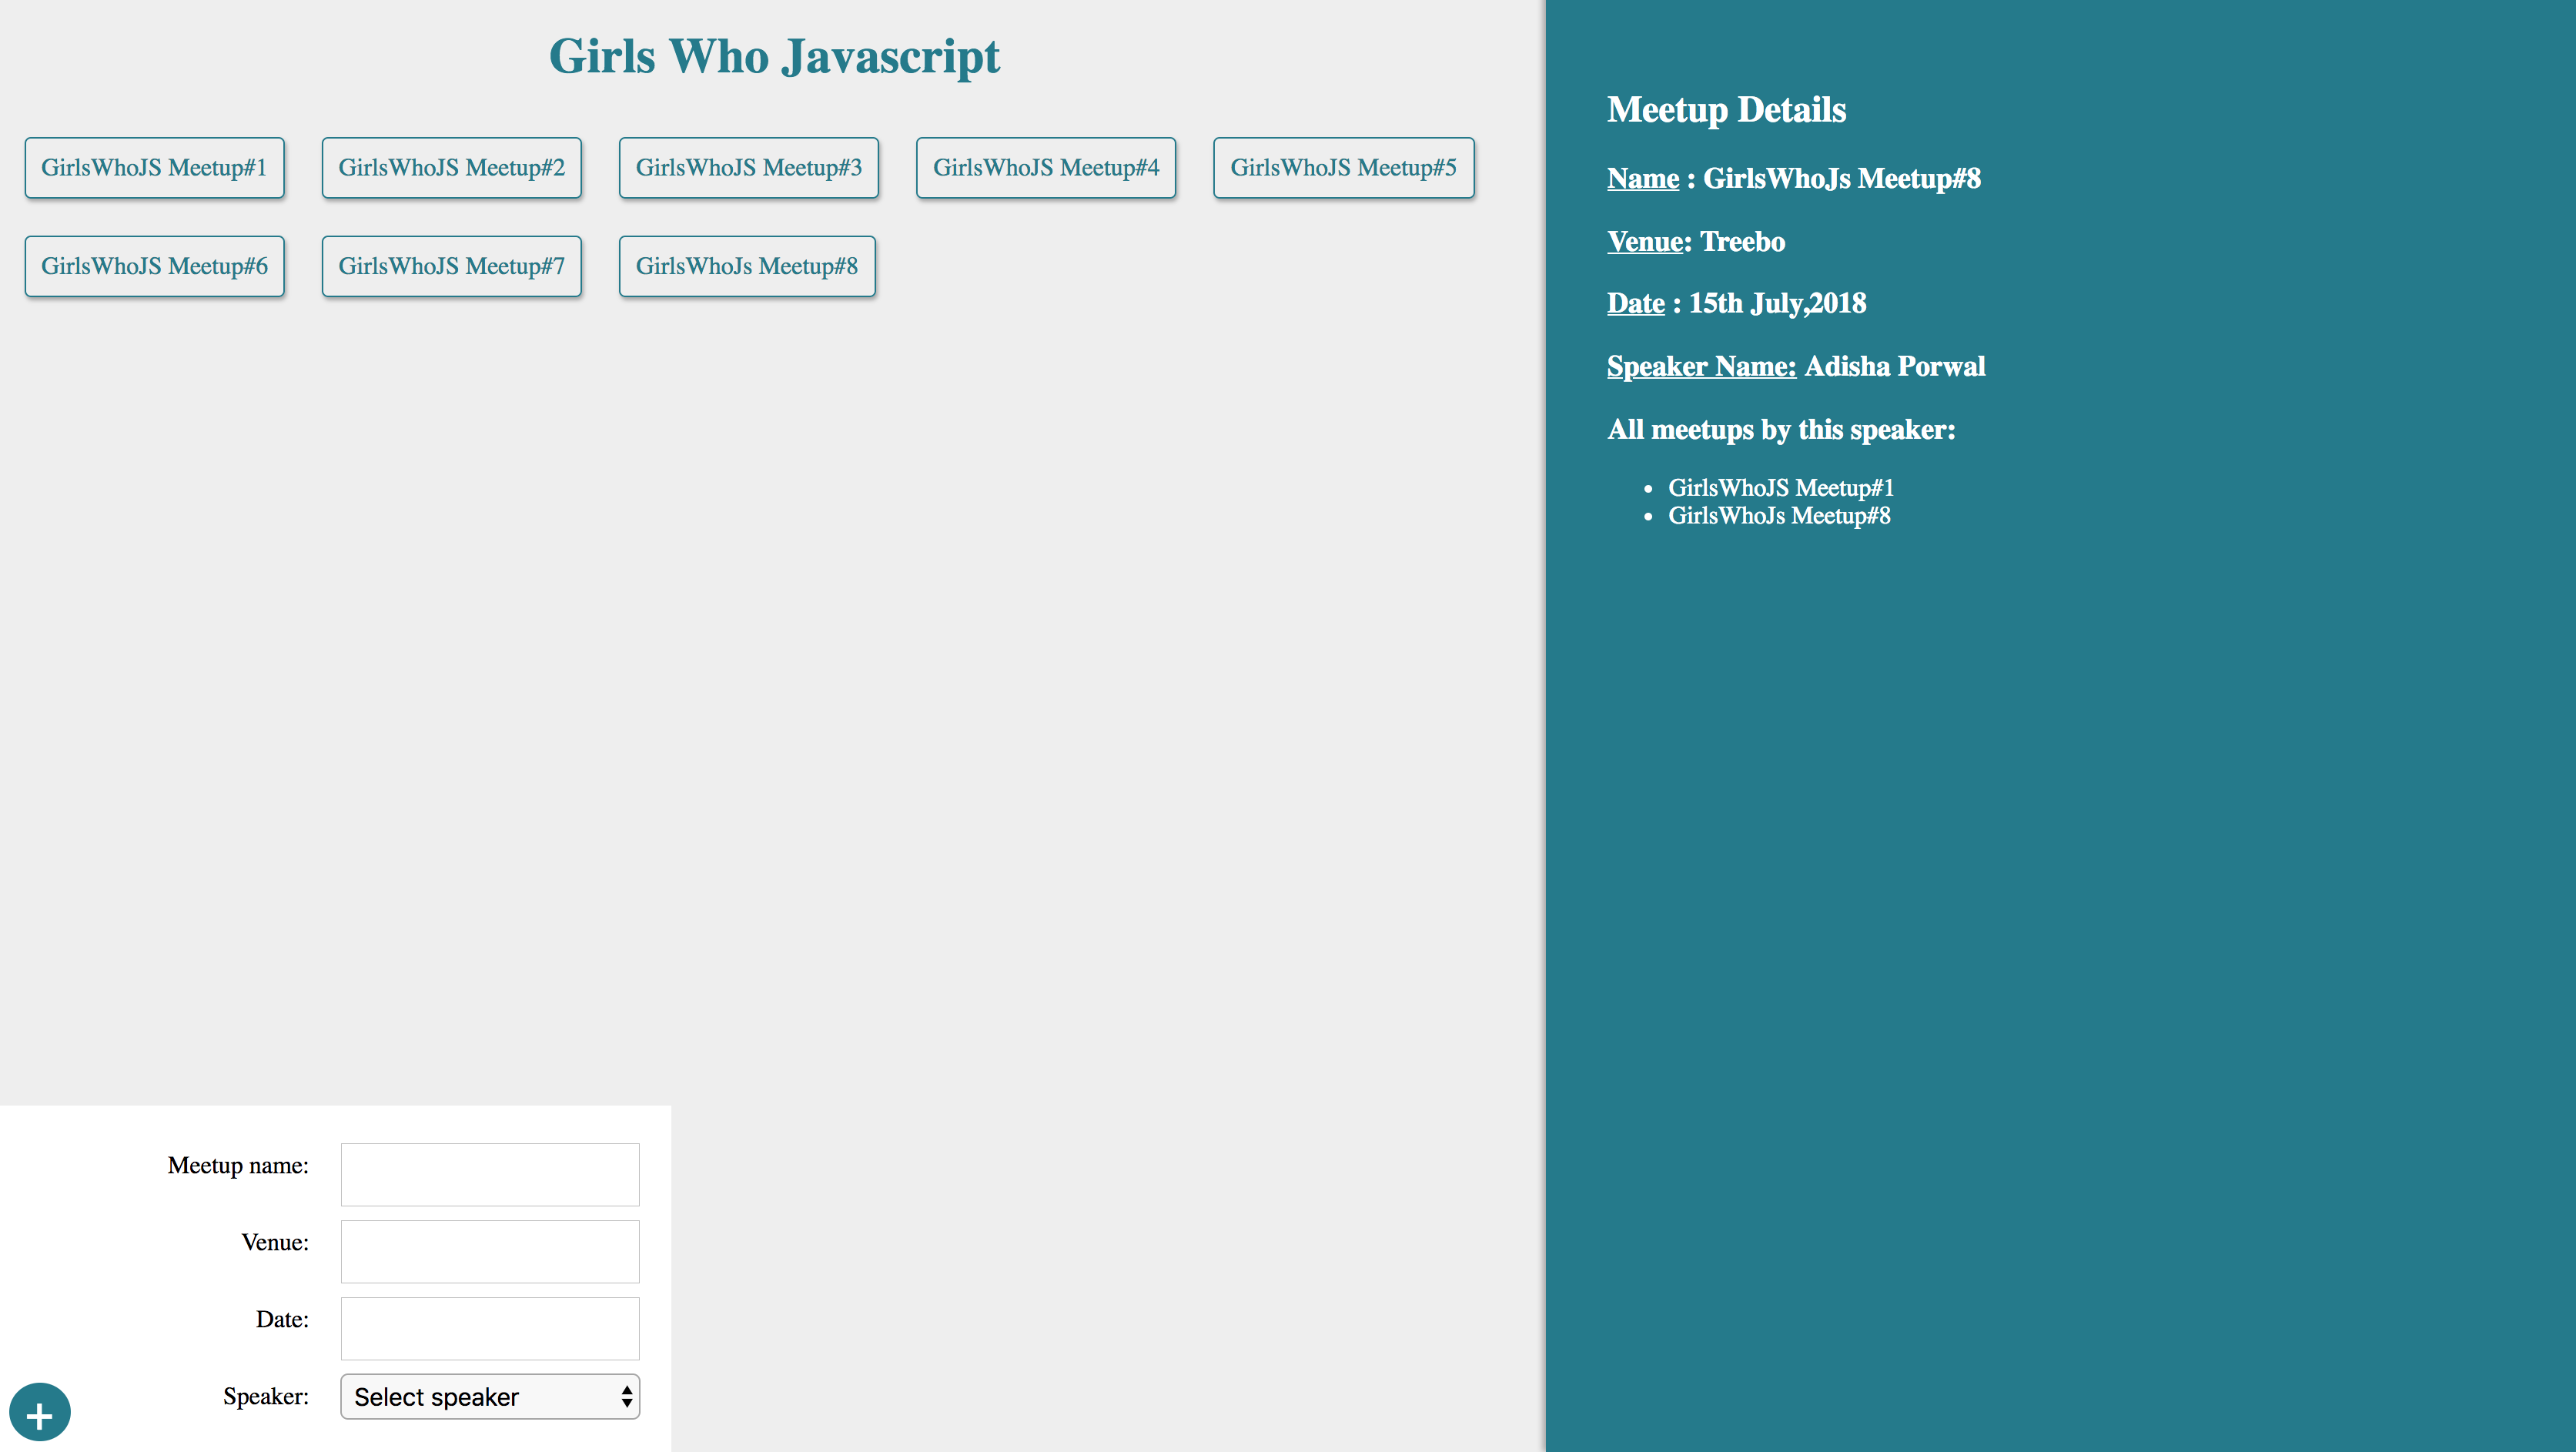 Girls Who Javascript
GirlsWhoJS Meetup#1
GirlsWhoJS Meetup#2
GirlsWhoJS Meetup#3
GirlsWhoJS Meetup#4
GirlsWhoJS Meetup#5
GirlsWhoJS Meetup#6
GirlsWhoJS Meetup#7
GirlsWhoJs Meetup#8
Meetup name:
Venue:
Date:
Speaker:
Select speaker
+
Meetup Details
Name : GirlsWhoJs Meetup#8
Venue: Treebo
Date : 15th July,2018
Speaker Name: Adisha Porwal
All meetups by this speaker:
GirlsWhoJS Meetup#1
GirlsWhoJs Meetup#8